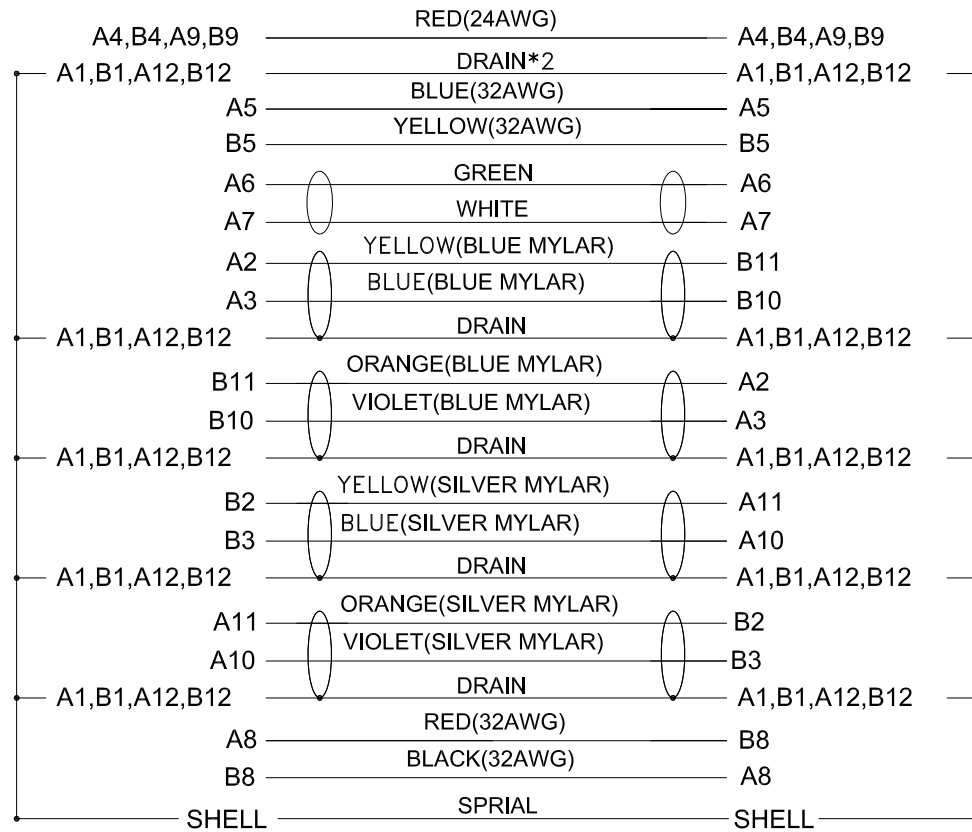 A4,B4,A9,B9 RED(24AWG) A4,B4,A9,B9
A1,B1,A12,B12 DRAIN*2 A1,B1,A12,B12
A5 BLUE(32AWG) A5
B5 YELLOW(32AWG) B5
A6 GREEN A6
A7 WHITE A7
A2 YELLOW(BLUE MYLAR) B11
A3 BLUE(BLUE MYLAR) B10
A1,B1,A12,B12 DRAIN A1,B1,A12,B12
B11 ORANGE(BLUE MYLAR) A2
B10 VIOLET(BLUE MYLAR) A3
A1,B1,A12,B12 DRAIN A1,B1,A12,B12
B2 YELLOW(SILVER MYLAR) A11
B3 BLUE(SILVER MYLAR) A10
A1,B1,A12,B12 DRAIN A1,B1,A12,B12
A11 ORANGE(SILVER MYLAR) B2
A10 VIOLET(SILVER MYLAR) B3
A1,B1,A12,B12 DRAIN A1,B1,A12,B12
A8 RED(32AWG) B8
B8 BLACK(32AWG) A8
SHELL SPRIAL SHELL